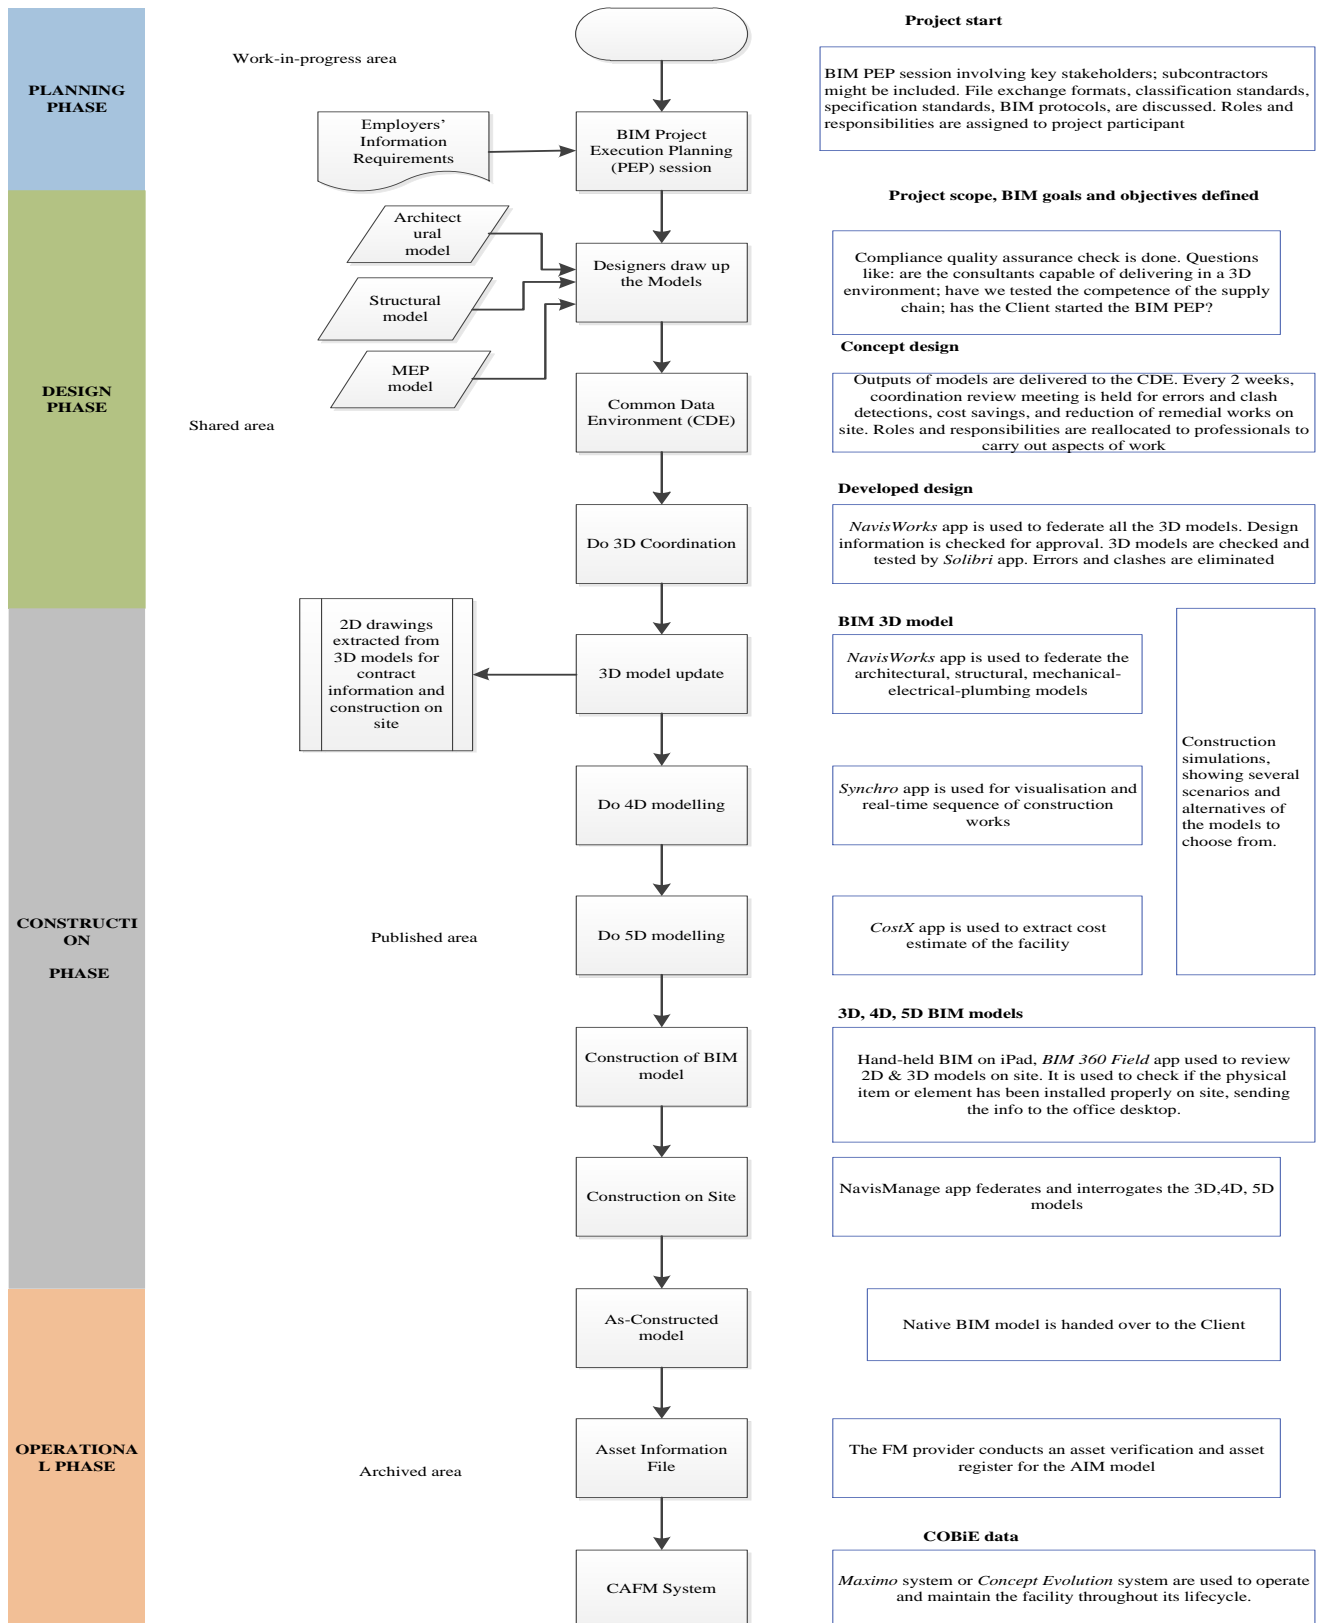 Project start
Work-in-progress area
PLANNING
PHASE
BIM PEP session involving key stakeholders; subcontractors
might be included. File exchange formats, classification standards,
specification standards, BIM protocols, are discussed. Roles and
responsibilities are assigned to project participant
Employers’
Information
Requirements
BIM Project
Execution Planning
(PEP) session
Project scope, BIM goals and objectives defined
DESIGN
PHASE
Architect
ural
model
Structural
model
MEP
model
Designers draw up
the Models
Compliance quality assurance check is done. Questions
like: are the consultants capable of delivering in a 3D
environment; have we tested the competence of the supply
chain; has the Client started the BIM PEP?
Concept design
Shared area
Common Data
Environment (CDE)
Outputs of models are delivered to the CDE. Every 2 weeks,
coordination review meeting is held for errors and clash
detections, cost savings, and reduction of remedial works on
site. Roles and responsibilities are reallocated to professionals to
carry out aspects of work
Developed design
Do 3D Coordination
NavisWorks app is used to federate all the 3D models. Design
information is checked for approval. 3D models are checked and
tested by Solibri app. Errors and clashes are eliminated
CONSTRUCTI
ON
PHASE
2D drawings
extracted from
3D models for
contract
information and
construction on
site
3D model update
BIM 3D model
NavisWorks app is used to federate the
architectural, structural, mechanical-
electrical-plumbing models
Construction
simulations,
showing several
scenarios and
alternatives of
the models to
choose from.
Do 4D modelling
Synchro app is used for visualisation and
real-time sequence of construction
works
Published area
Do 5D modelling
CostX app is used to extract cost
estimate of the facility
3D, 4D, 5D BIM models
Construction of BIM
model
Hand-held BIM on iPad, BIM 360 Field app used to review
2D & 3D models on site. It is used to check if the physical
item or element has been installed properly on site, sending
the info to the office desktop.
Construction on Site
NavisManage app federates and interrogates the 3D,4D, 5D
models
OPERATIONA
L PHASE
As-Constructed
model
Native BIM model is handed over to the Client
Archived area
Asset Information
File
The FM provider conducts an asset verification and asset
register for the AIM model
COBiE data
CAFM System
Maximo system or Concept Evolution system are used to operate
and maintain the facility throughout its lifecycle.